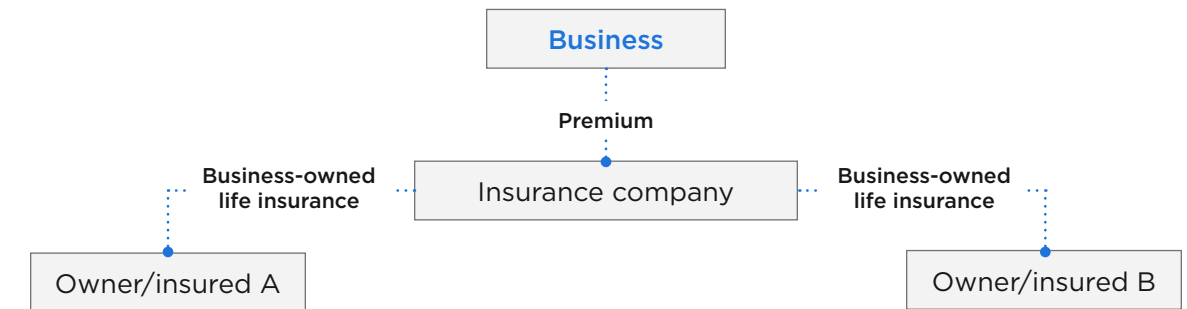 Business
Premium
Business-owned
life insurance
Insurance company
Business-owned
life insurance
Owner/insured A
Owner/insured B